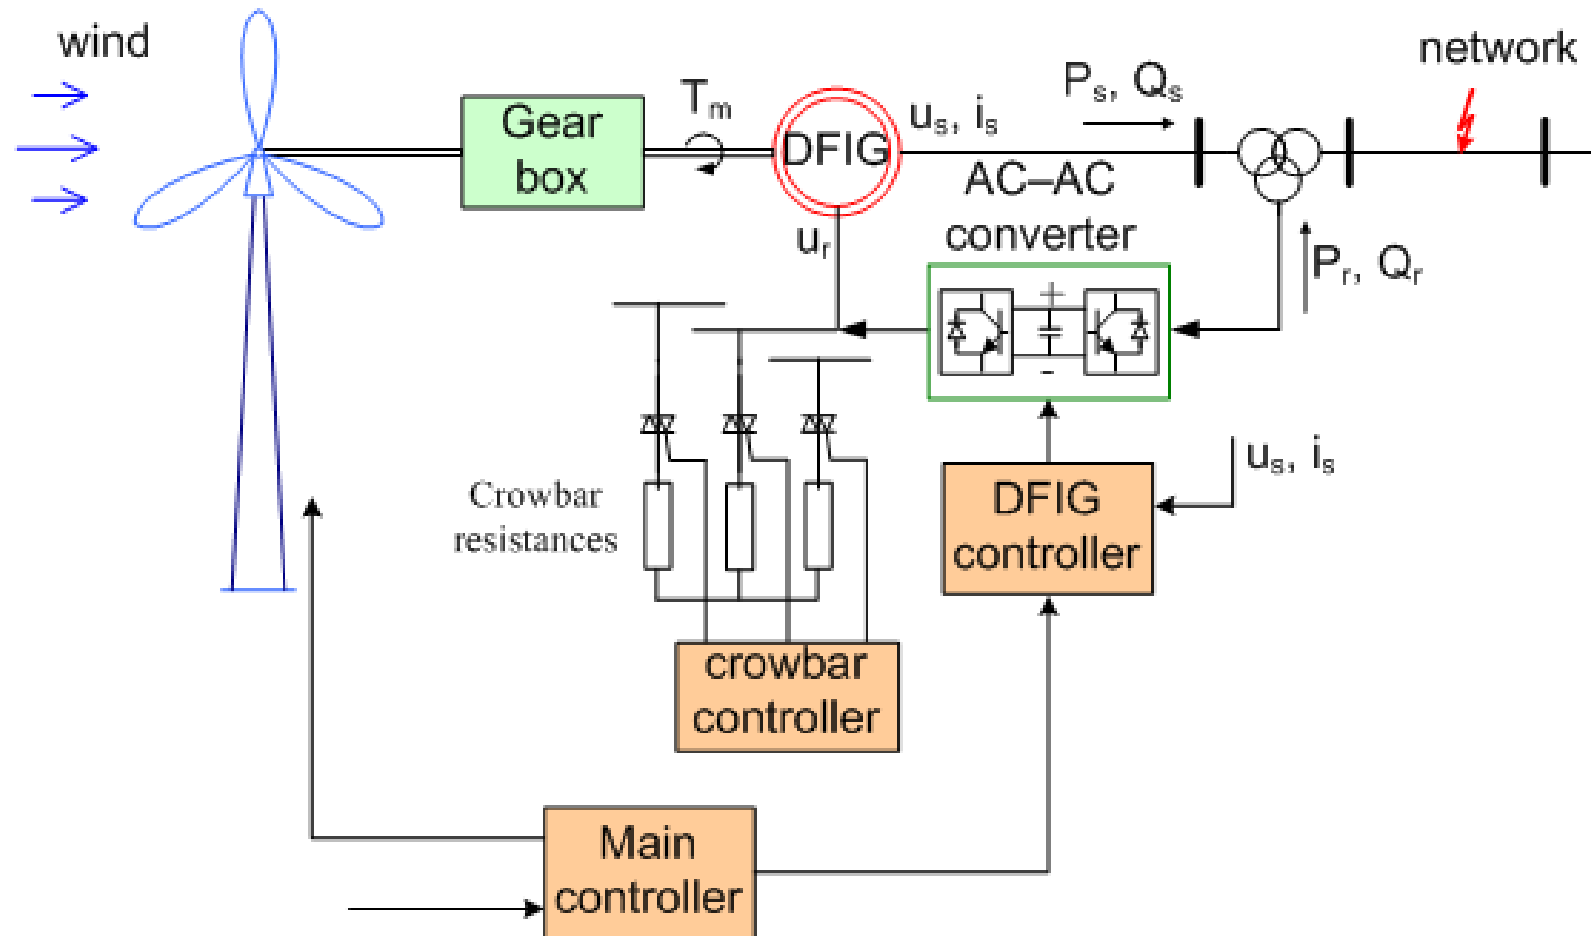 wind
network
Gear
box
Tm
DFIG
us, is
Ps, Qs
AC–AC
converter
ur
Pr, Qr
+
-
us, is
Crowbar
resistances
DFIG
controller
crowbar
controller
Main
controller